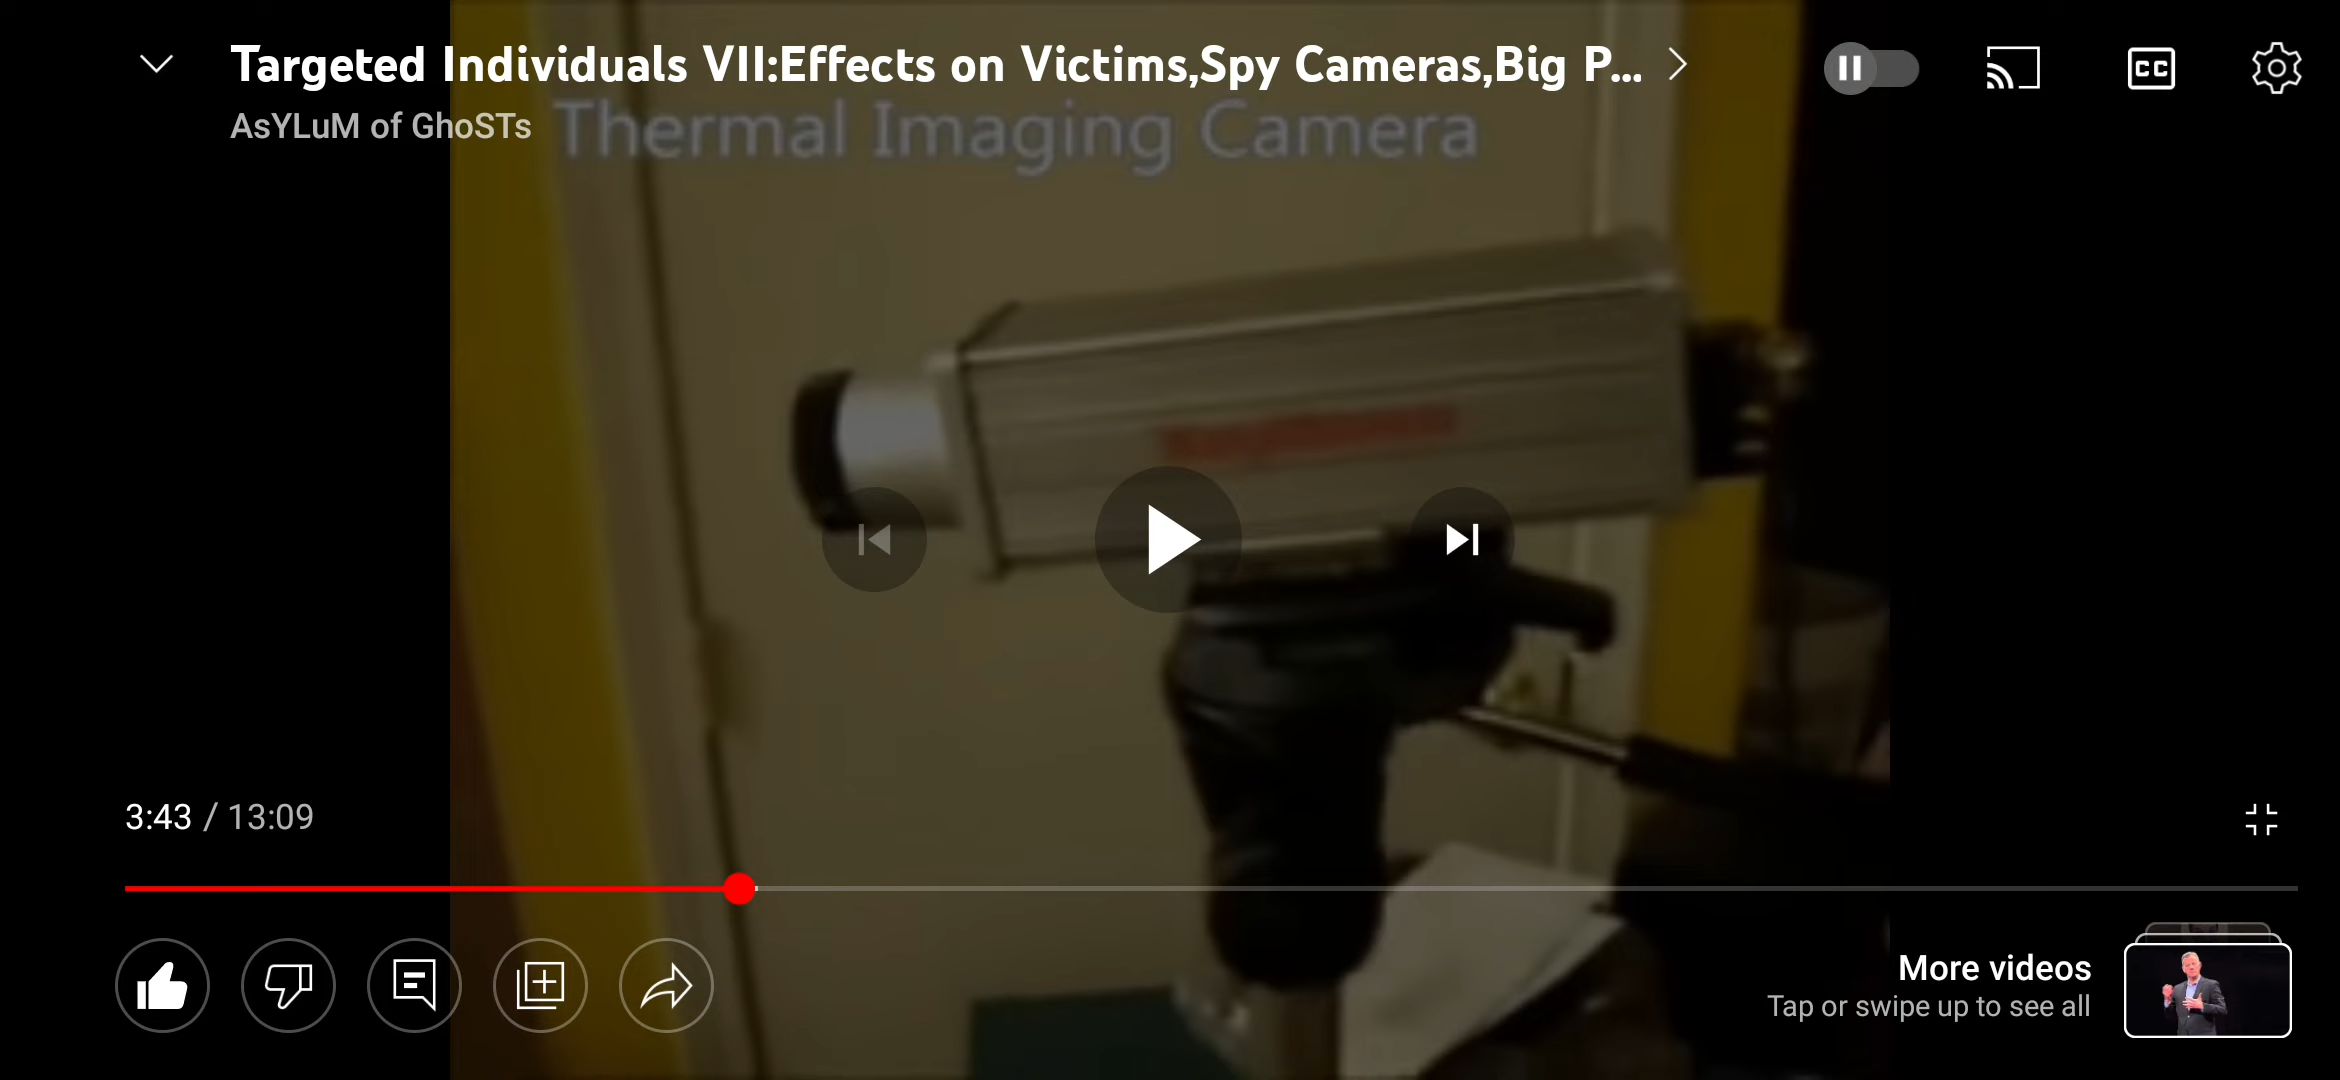 Targeted Individuals VII:Effects on Victims,Spy Cameras,Big P...
AsYLuM of GhoSTs
Thermal Imaging Camera
CC
3:43 / 13:09
More videos
Tap or swipe up to see all